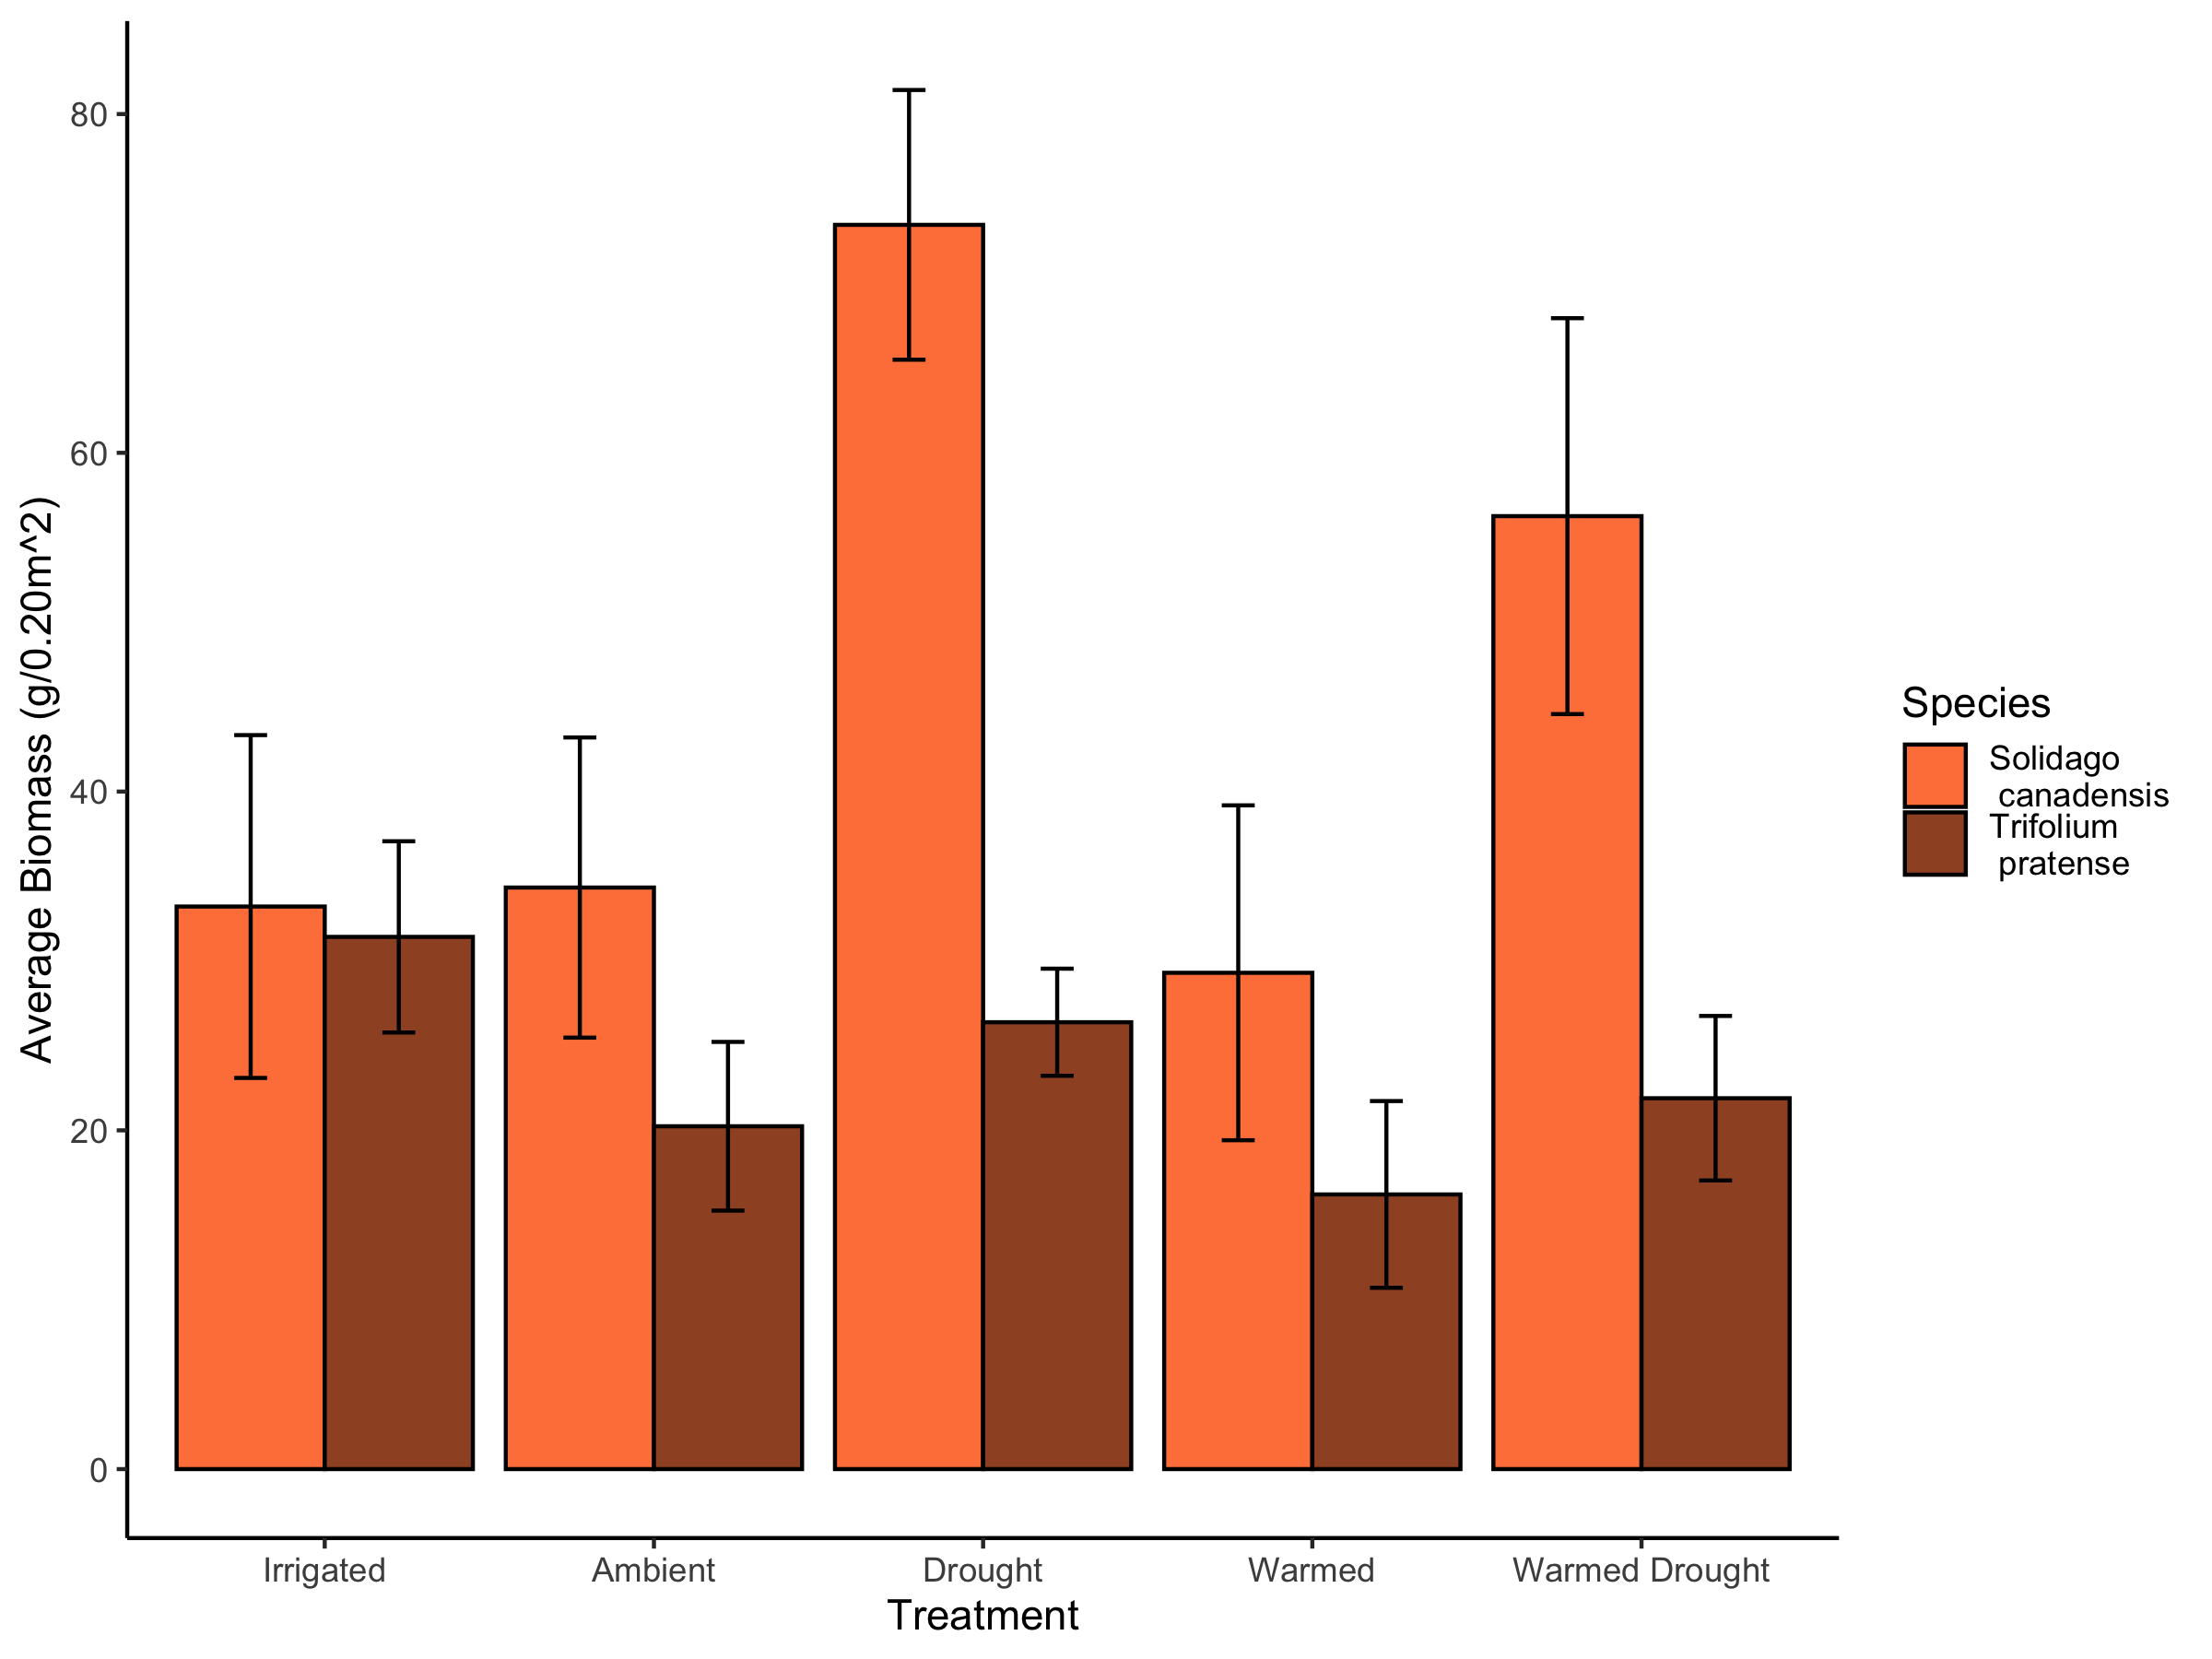 80
60
40
20
0
Average Biomass (g/0.20m^2)
Irrigated Ambient Drought Warmed Warmed Drought
Treatment
Species
Solidago
canadensis
Trifolium
pratense